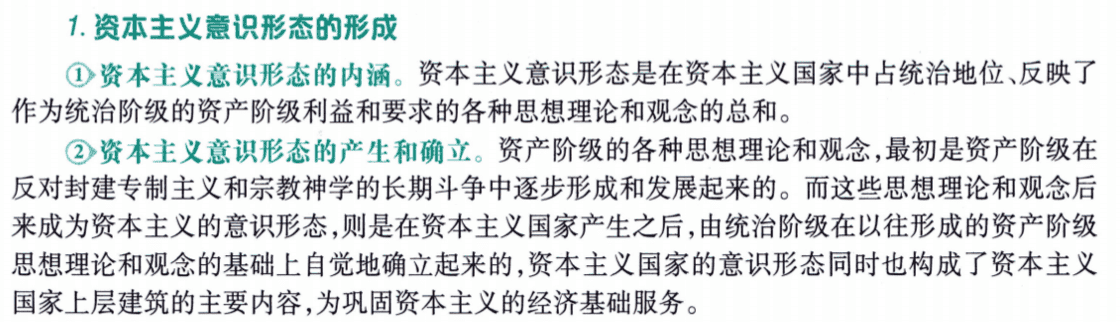 1. 资本主义意识形态的形成
①资本主义意识形态的内涵。资本主义意识形态是在资本主义国家中占统治地位、反映了
作为统治阶级的资产阶级利益和要求的各种思想理论和观念的总和。
②资本主义意识形态的产生和确立。资产阶级的各种思想理论和观念,最初是资产阶级在
反对封建专制主义和宗教神学的长期斗争中逐步形成和发展起来的。而这些思想理论和观念后
来成为资本主义的意识形态,则是在资本主义国家产生之后,由统治阶级在以往形成的资产阶级
思想理论和观念的基础上自觉地确立起来的,资本主义国家的意识形态同时也构成了资本主义
国家上层建筑的主要内容,为巩固资本主义的经济基础服务。